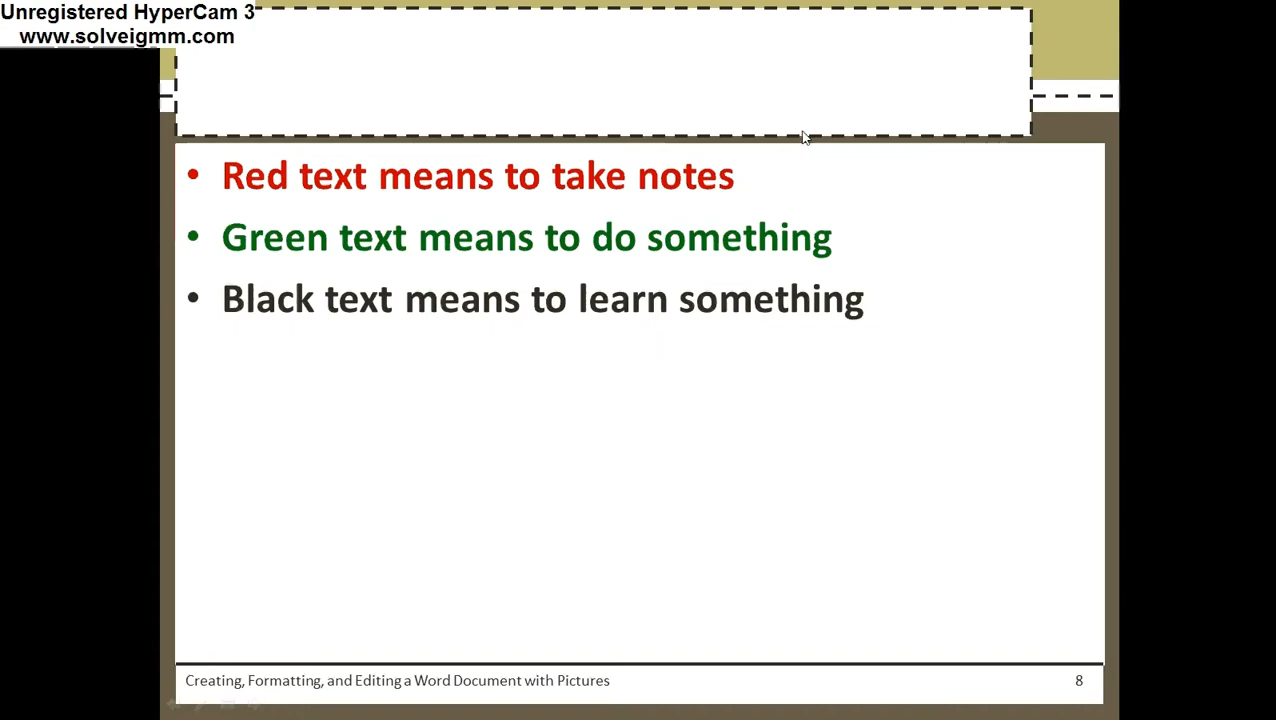 Unregistered HyperCam 3
www.solveigmm.com
• Red text means to take notes
• Green text means to do something
• Black text means to learn something
Creating, Formatting, and Editing a Word Document with Pictures 8